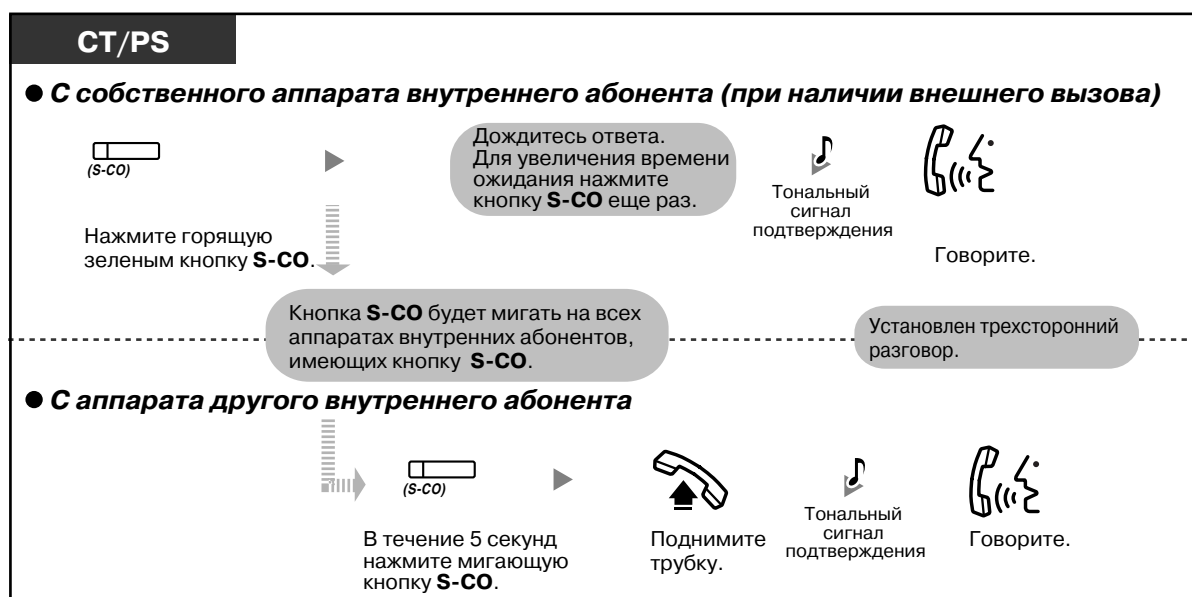 CT/PS
● С собственного аппарата внутреннего абонента (при наличии внешнего вызова)
(S-CO)
Нажмите горящую
зеленым кнопку S-CO.
Дождитесь ответа.
Для увеличения времени
ожидания нажмите
кнопку S-CO еще раз.
Тональный
сигнал
подтверждения
Говорите.
Кнопка S-CO будет мигать на всех
аппаратах внутренних абонентов,
имеющих кнопку S-CO.
Установлен трехсторонний
разговор.
● С аппарата другого внутреннего абонента
(S-CO)
В течение 5 секунд
нажмите мигающую
кнопку S-CO.
Поднимите
трубку.
Тональный
сигнал
подтверждения
Говорите.